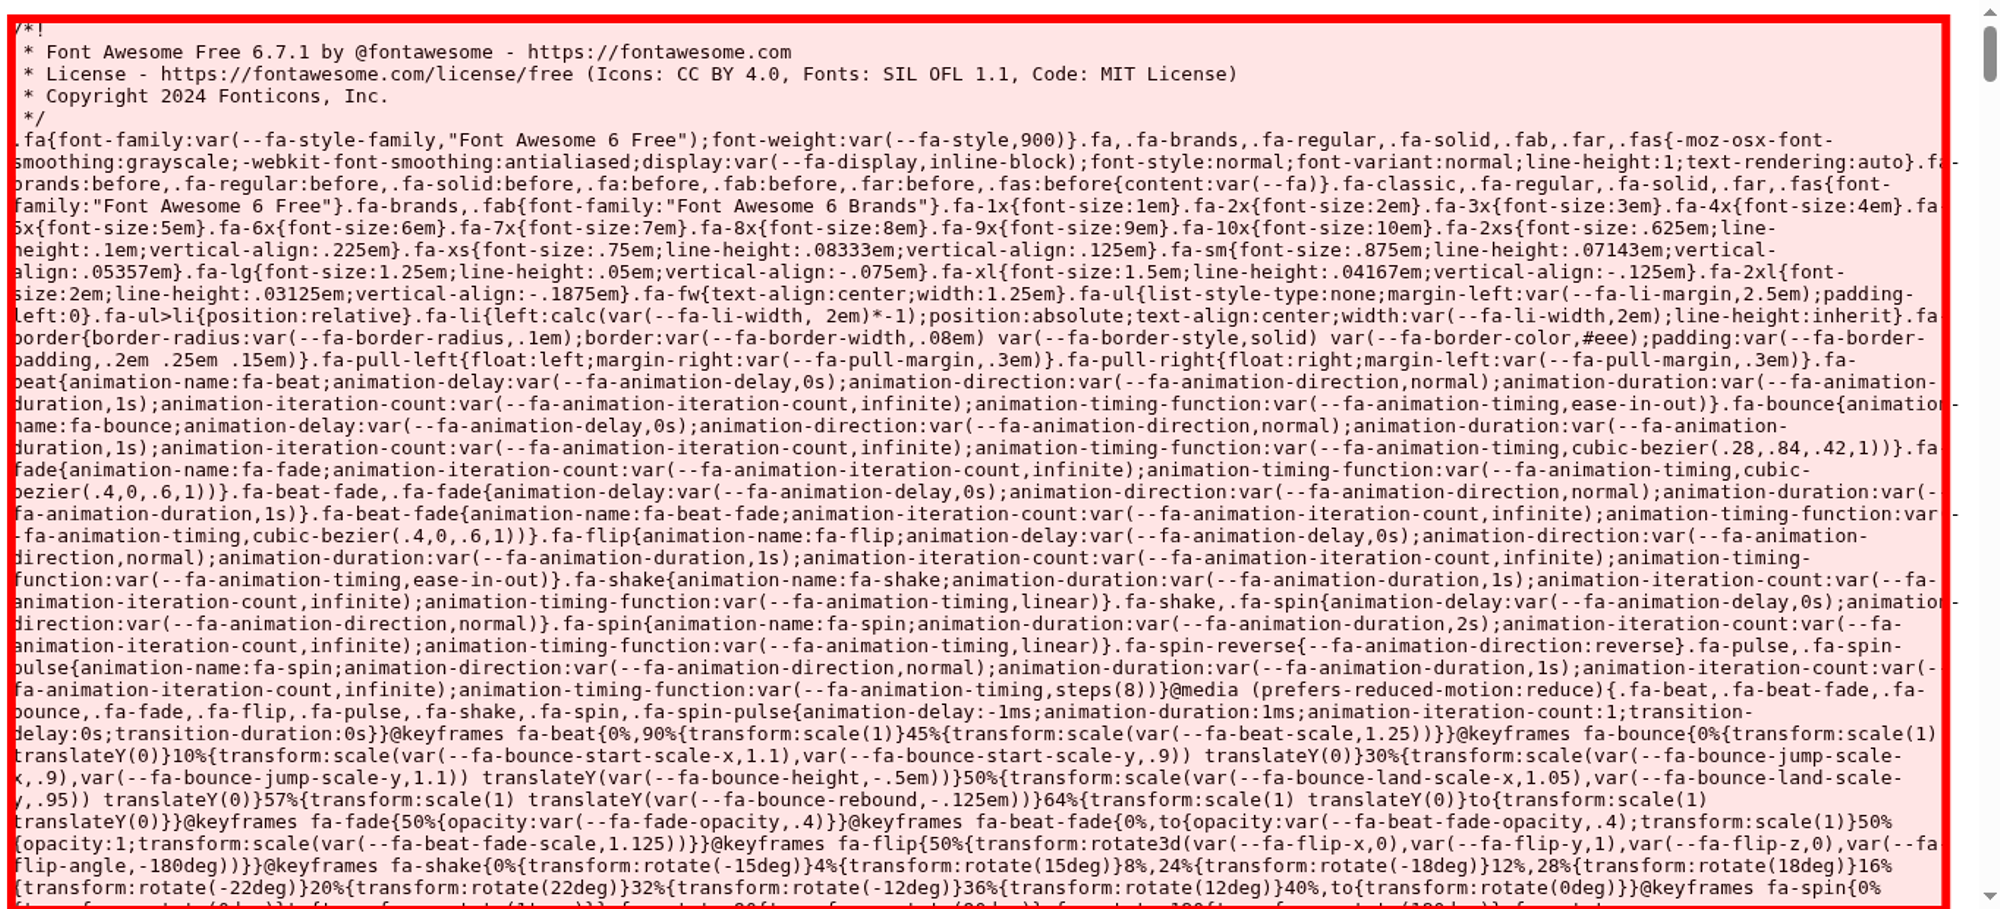 /*!
 * Font Awesome Free 6.7.1 by @fontawesome - https://fontawesome.com
 * License - https://fontawesome.com/license/free (Icons: CC BY 4.0, Fonts: SIL OFL 1.1, Code: MIT License)
 * Copyright 2024 Fonticons, Inc.
 */
.fa{font-family:var(--fa-style-family,"Font Awesome 6 Free");font-weight:var(--fa-style,900)}.fa,.fa-brands,.fa-regular,.fa-solid,.fab,.far,.fas{-moz-osx-font-
smoothing:grayscale;-webkit-font-smoothing:antialiased;display:var(--fa-display,inline-block);font-style:normal;font-variant:normal;line-height:1;text-rendering:auto}.fa-
brands:before,.fa-regular:before,.fa-solid:before,.fa:before,.fab:before,.far:before,.fas:before{content:var(--fa)}.fa-classic,.fa-regular,.fa-solid,.far,.fas{font-
family:"Font Awesome 6 Free"}.fa-brands,.fab{font-family:"Font Awesome 6 Brands"}.fa-1x{font-size:1em}.fa-2x{font-size:2em}.fa-3x{font-size:3em}.fa-4x{font-size:4em}.fa-
5x{font-size:5em}.fa-6x{font-size:6em}.fa-7x{font-size:7em}.fa-8x{font-size:8em}.fa-9x{font-size:9em}.fa-10x{font-size:10em}.fa-2xs{font-size:.625em;line-
height:.1em;vertical-align:.225em}.fa-xs{font-size:.75em;line-height:.08333em;vertical-align:.125em}.fa-sm{font-size:.875em;line-height:.07143em;vertical-
align:.05357em}.fa-lg{font-size:1.25em;line-height:.05em;vertical-align:-.075em}.fa-xl{font-size:1.5em;line-height:.04167em;vertical-align:-.125em}.fa-2xl{font-
size:2em;line-height:.03125em;vertical-align:-.1875em}.fa-fw{text-align:center;width:1.25em}.fa-ul{list-style-type:none;margin-left:var(--fa-li-margin,2.5em);padding-
left:0}.fa-ul>li{position:relative}.fa-li{left:calc(var(--fa-li-width, 2em)*-1);position:absolute;text-align:center;width:var(--fa-li-width,2em);line-height:inherit}.fa-
border{border-radius:var(--fa-border-radius,.1em);border:var(--fa-border-width,.08em) var(--fa-border-style,solid) var(--fa-border-color,#eee);padding:var(--fa-border-
padding,.2em .25em .15em)}.fa-pull-left{float:left;margin-right:var(--fa-pull-margin,.3em)}.fa-pull-right{float:right;margin-left:var(--fa-pull-margin,.3em)}.fa-
beat{animation-name:fa-beat;animation-delay:var(--fa-animation-delay,0s);animation-direction:var(--fa-animation-direction,normal);animation-duration:var(--fa-animation-
duration,1s);animation-iteration-count:var(--fa-animation-iteration-count,infinite);animation-timing-function:var(--fa-animation-timing,ease-in-out)}.fa-bounce{animation-
name:fa-bounce;animation-delay:var(--fa-animation-delay,0s);animation-direction:var(--fa-animation-direction,normal);animation-duration:var(--fa-animation-
duration,1s);animation-iteration-count:var(--fa-animation-iteration-count,infinite);animation-timing-function:var(--fa-animation-timing,cubic-bezier(.28,.84,.42,1))}.fa-
fade{animation-name:fa-fade;animation-iteration-count:var(--fa-animation-iteration-count,infinite);animation-timing-function:var(--fa-animation-timing,cubic-
bezier(.4,0,.6,1))}.fa-beat-fade,.fa-fade{animation-delay:var(--fa-animation-delay,0s);animation-direction:var(--fa-animation-direction,normal);animation-duration:var(--
fa-animation-duration,1s)}.fa-beat-fade{animation-name:fa-beat-fade;animation-iteration-count:var(--fa-animation-iteration-count,infinite);animation-timing-function:var(-
-fa-animation-timing,cubic-bezier(.4,0,.6,1))}.fa-flip{animation-name:fa-flip;animation-delay:var(--fa-animation-delay,0s);animation-direction:var(--fa-animation-
direction,normal);animation-duration:var(--fa-animation-duration,1s);animation-iteration-count:var(--fa-animation-iteration-count,infinite);animation-timing-
function:var(--fa-animation-timing,ease-in-out)}.fa-shake{animation-name:fa-shake;animation-duration:var(--fa-animation-duration,1s);animation-iteration-count:var(--fa-
animation-iteration-count,infinite);animation-timing-function:var(--fa-animation-timing,linear)}.fa-shake,.fa-spin{animation-delay:var(--fa-animation-delay,0s);animation-
direction:var(--fa-animation-direction,normal)}.fa-spin{animation-name:fa-spin;animation-duration:var(--fa-animation-duration,2s);animation-iteration-count:var(--fa-
animation-iteration-count,infinite);animation-timing-function:var(--fa-animation-timing,linear)}.fa-spin-reverse{--fa-animation-direction:reverse}.fa-pulse,.fa-spin-
pulse{animation-name:fa-spin;animation-direction:var(--fa-animation-direction,normal);animation-duration:var(--fa-animation-duration,1s);animation-iteration-count:var(--
fa-animation-iteration-count,infinite);animation-timing-function:var(--fa-animation-timing,steps(8))}@media (prefers-reduced-motion:reduce){.fa-beat,.fa-beat-fade,.fa-
bounce,.fa-fade,.fa-flip,.fa-pulse,.fa-shake,.fa-spin,.fa-spin-pulse{animation-delay:-1ms;animation-duration:1ms;animation-iteration-count:1;transition-
delay:0s;transition-duration:0s}}@keyframes fa-beat{0%,90%{transform:scale(1)}45%{transform:scale(var(--fa-beat-scale,1.25))}}@keyframes fa-bounce{0%{transform:scale(1)
translateY(0)}10%{transform:scale(var(--fa-bounce-start-scale-x,1.1),var(--fa-bounce-start-scale-y,.9)) translateY(0)}30%{transform:scale(var(--fa-bounce-jump-scale-
x,.9),var(--fa-bounce-jump-scale-y,1.1)) translateY(var(--fa-bounce-height,-.5em))}50%{transform:scale(var(--fa-bounce-land-scale-x,1.05),var(--fa-bounce-land-scale-
y,.95)) translateY(0)}57%{transform:scale(1) translateY(var(--fa-bounce-rebound,-.125em))}64%{transform:scale(1) translateY(0)}to{transform:scale(1)
translateY(0)}}@keyframes fa-fade{50%{opacity:var(--fa-fade-opacity,.4)}}@keyframes fa-beat-fade{0%,to{opacity:var(--fa-beat-fade-opacity,.4);transform:scale(1)}50%
{opacity:1;transform:scale(var(--fa-beat-fade-scale,1.125))}}@keyframes fa-flip{50%{transform:rotate3d(var(--fa-flip-x,0),var(--fa-flip-y,1),var(--fa-flip-z,0),var(--fa-
flip-angle,-180deg))}}@keyframes fa-shake{0%{transform:rotate(-15deg)}4%{transform:rotate(15deg)}8%,24%{transform:rotate(-18deg)}12%,28%{transform:rotate(18deg)}16%
{transform:rotate(-22deg)}20%{transform:rotate(22deg)}32%{transform:rotate(-12deg)}36%{transform:rotate(12deg)}40%,to{transform:rotate(0deg)}}@keyframes fa-spin{0%